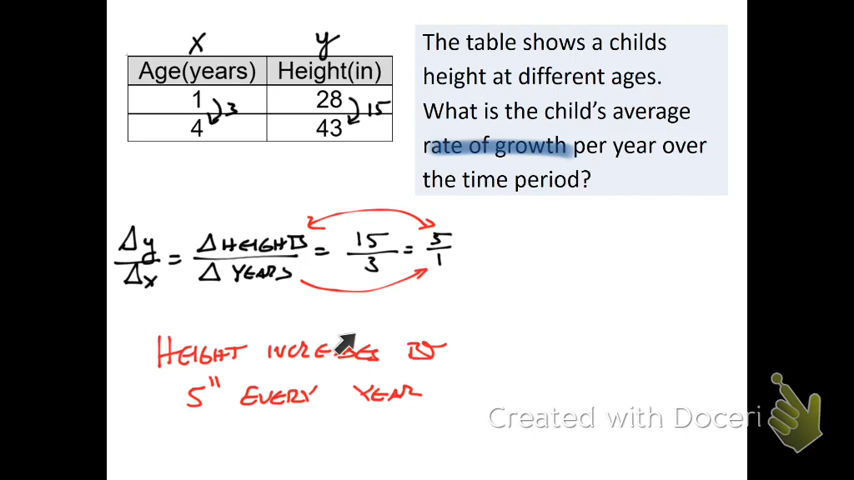 x y
Age(years) Height(in)
1 28
3 15
4 43
The table shows a childs
height at different ages.
What is the child's average
rate of growth per year over
the time period?
Δy/Δx = Δ HEIGHT/Δ YEARS = 15/3 = 5/1
HEIGHT INCREASES BY
5" EVERY YEAR
Created with Doceri